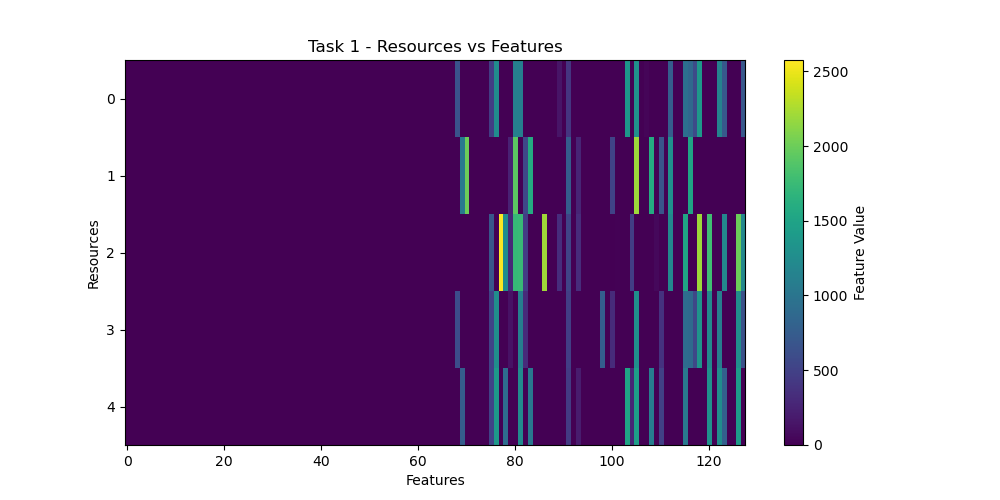 Task 1 - Resources vs Features
Resources
0
1
2
3
4
0 20 40 60 80 100 120
Features
2500
2000
1500
1000
500
0
Feature Value